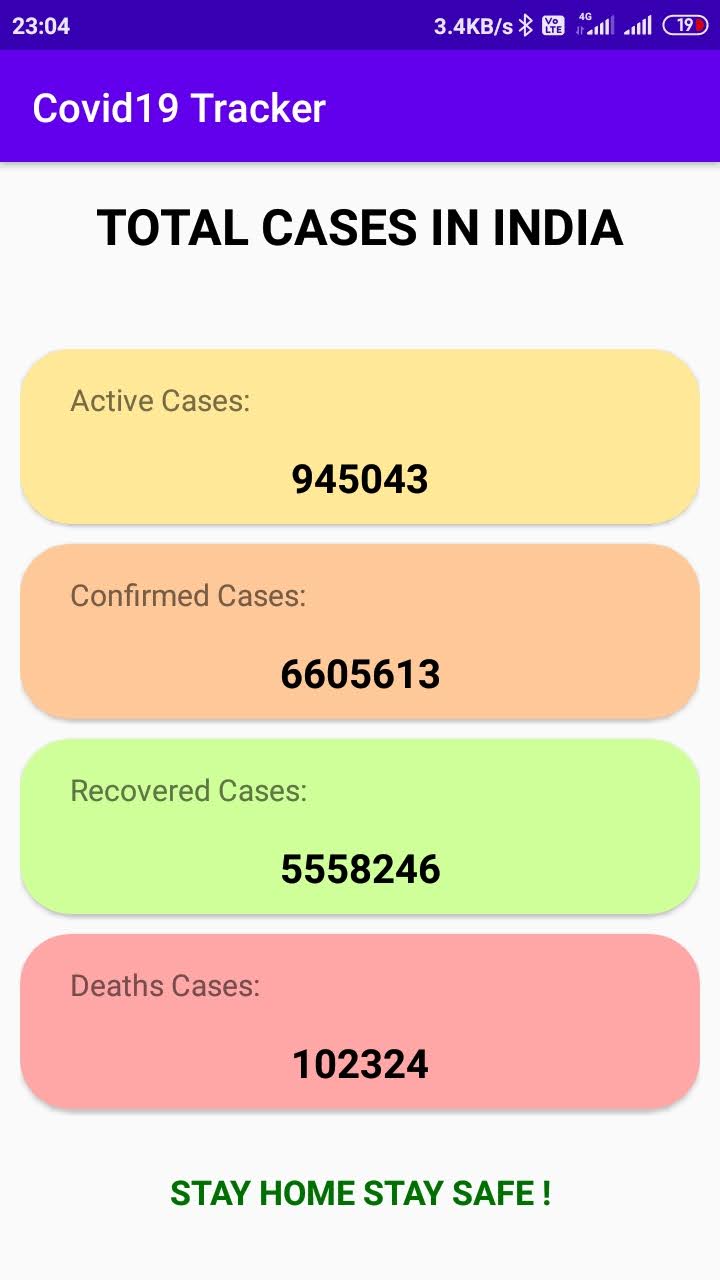 23:04 3.4KB/s Vo LTE 4G 19
Covid19 Tracker
TOTAL CASES IN INDIA
Active Cases:
945043
Confirmed Cases:
6605613
Recovered Cases:
5558246
Deaths Cases:
102324
STAY HOME STAY SAFE !